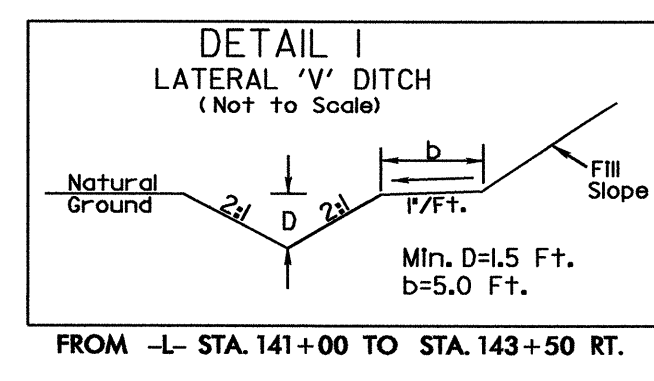 DETAIL 1
LATERAL 'V' DITCH
(Not to Scale)
b
Natural
Ground
2:1
D
2:1
1"/Ft.
Fill
Slope
Min. D=1.5 Ft.
b=5.0 Ft.
FROM -L- STA. 141+00 TO STA. 143+50 RT.